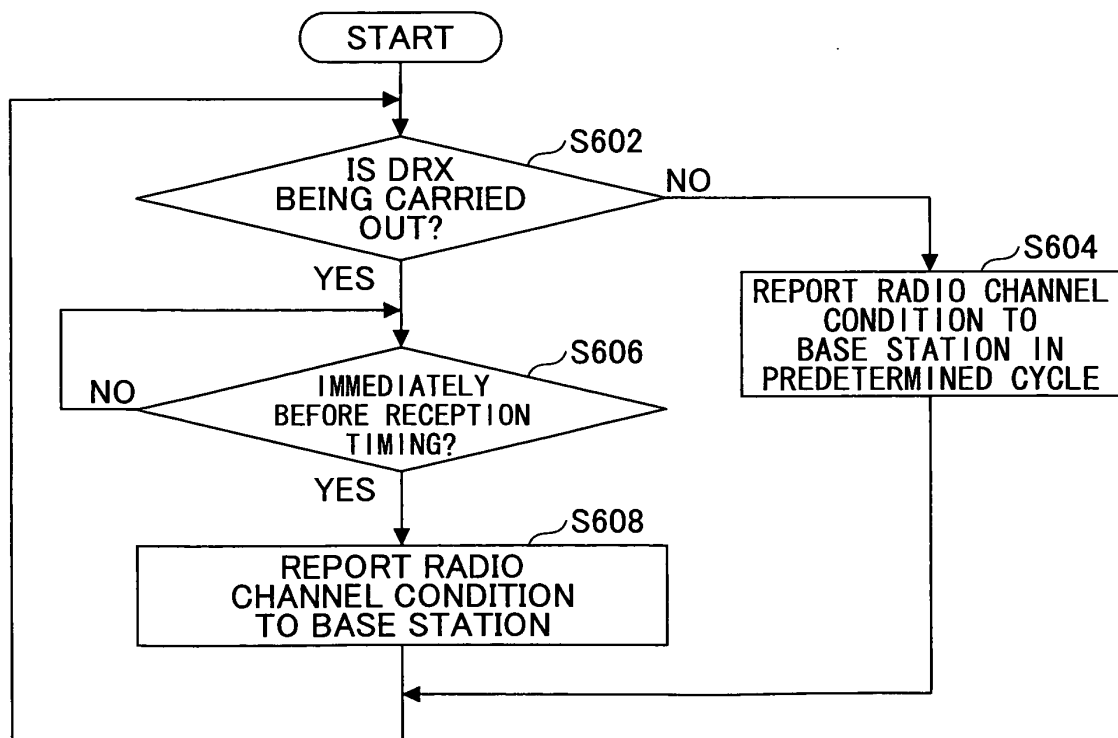 START
S602
IS DRX
BEING CARRIED
OUT?
NO
YES
S604
REPORT RADIO CHANNEL
CONDITION TO
BASE STATION IN
PREDETERMINED CYCLE
S606
IMMEDIATELY
BEFORE RECEPTION
TIMING?
NO
YES
S608
REPORT RADIO
CHANNEL CONDITION
TO BASE STATION